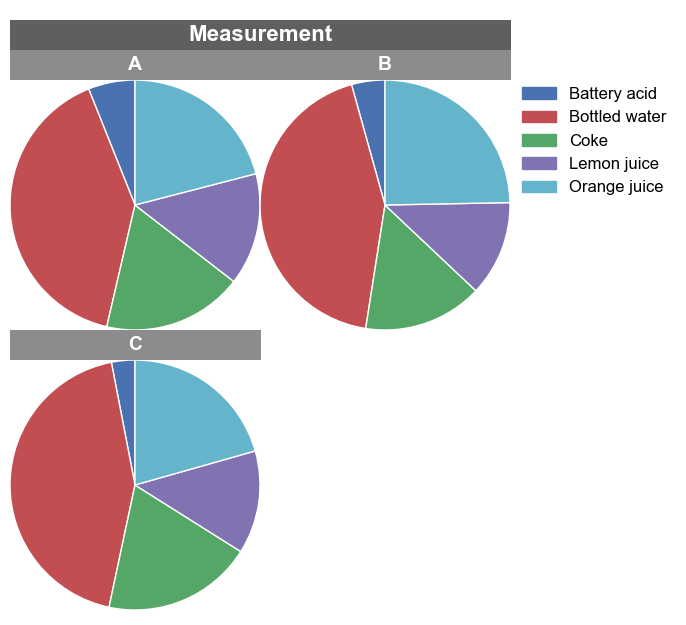 Measurement
A
B
Battery acid
Bottled water
Coke
Lemon juice
Orange juice
C